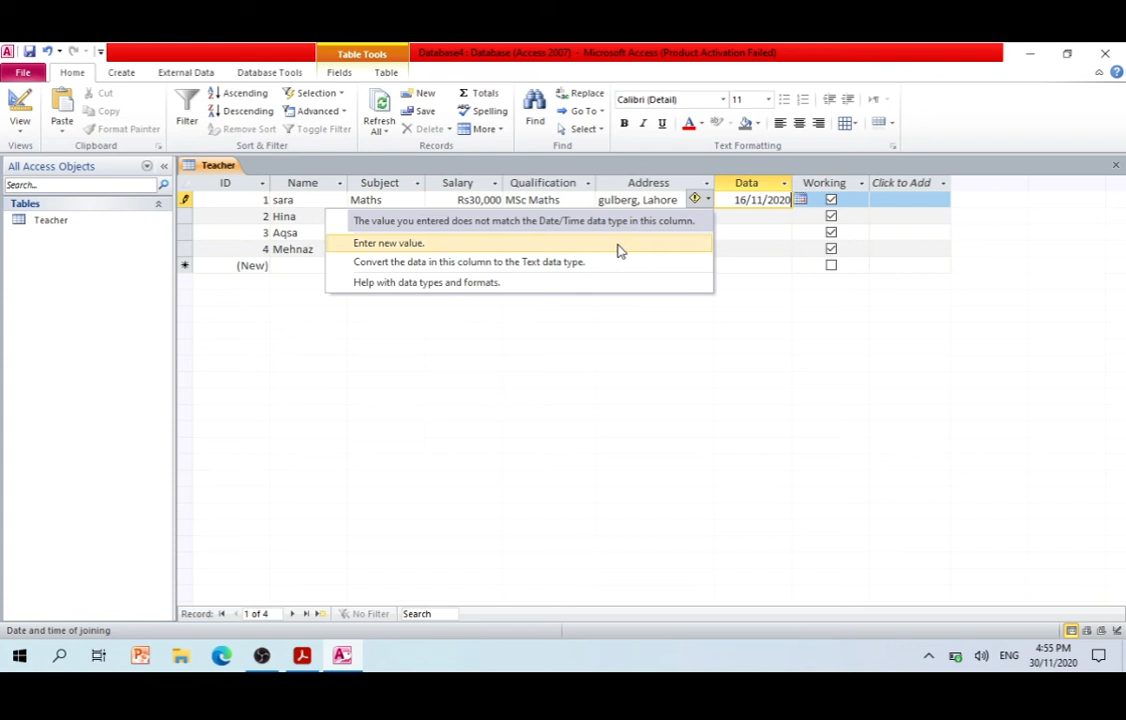 Table Tools Database4 : Database (Access 2007) - Microsoft Access (Product Activation Failed)
File Home Create External Data Database Tools Fields Table
View Views
Paste Cut Copy Format Painter Clipboard
Filter Ascending Descending Remove Sort Selection Advanced Toggle Filter Sort & Filter
Refresh All New Save Delete Totals Spelling More Records
Find Replace Go To Select Find
Calibri (Detail) 11 B I U A Text Formatting
All Access Objects
Search...
Tables
Teacher
Teacher
ID Name Subject Salary Qualification Address Data Working Click to Add
1 sara Maths Rs30,000 MSc Maths gulberg, Lahore 16/11/2020
2 Hina
3 Aqsa
4 Mehnaz
(New)
The value you entered does not match the Date/Time data type in this column.
Enter new value.
Convert the data in this column to the Text data type.
Help with data types and formats.
Record: 1 of 4 No Filter Search
Date and time of joining
ENG 4:55 PM
30/11/2020